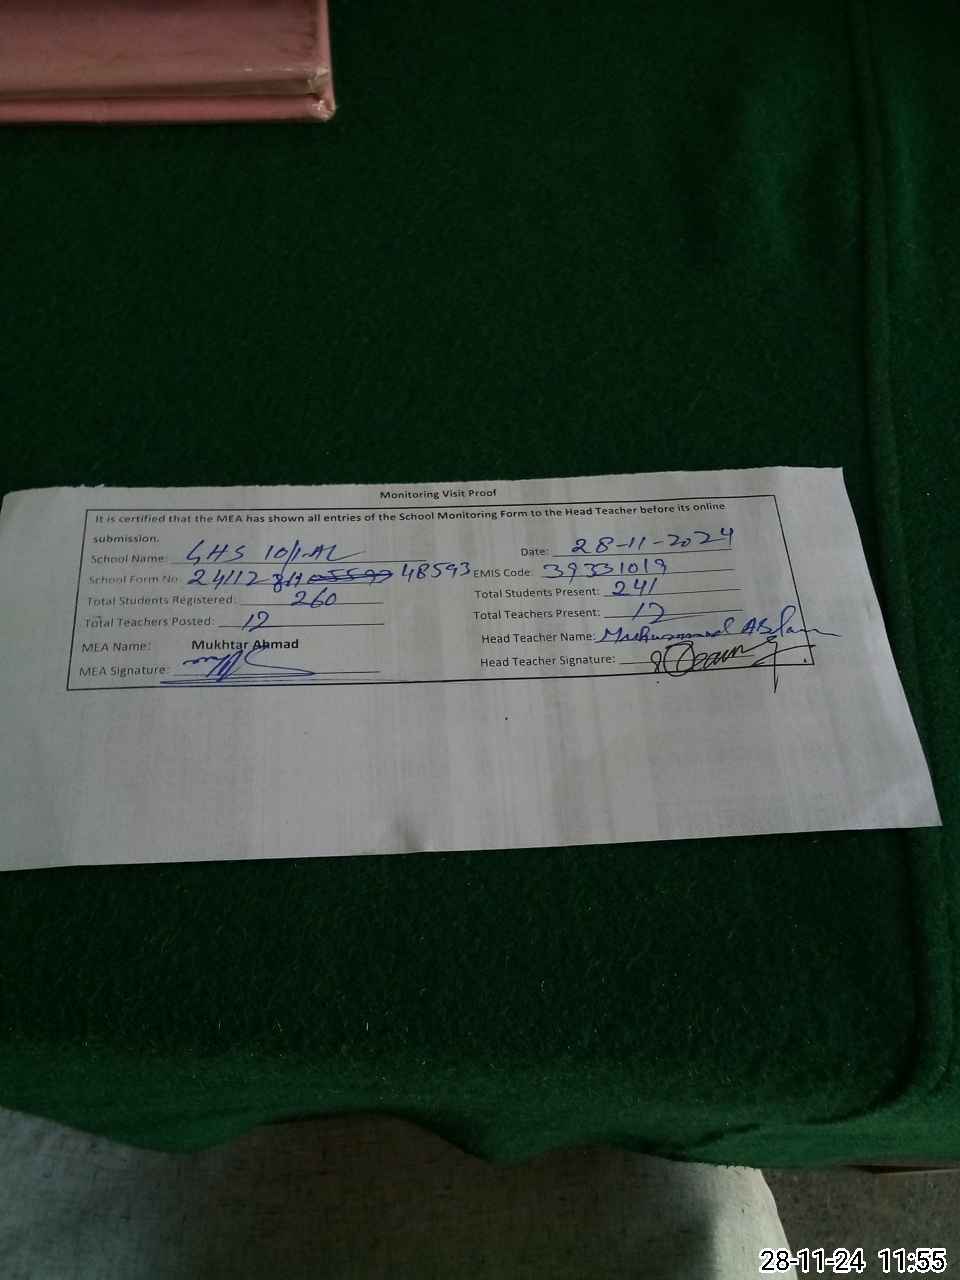 Monitoring Visit Proof
It is certified that the MEA has shown all entries of the School Monitoring Form to the Head Teacher before its online
submission.
School Name: GHS 10/1-AL Date: 28-11-2024
School Form No: 24112 48593 EMIS Code: 39331019
Total Students Registered: 260 Total Students Present: 241
Total Teachers Posted: 12 Total Teachers Present: 12
MEA Name: Mukhtar Ahmad Head Teacher Name: Muhammad Aslam
MEA Signature: Head Teacher Signature:
28-11-24 11:55